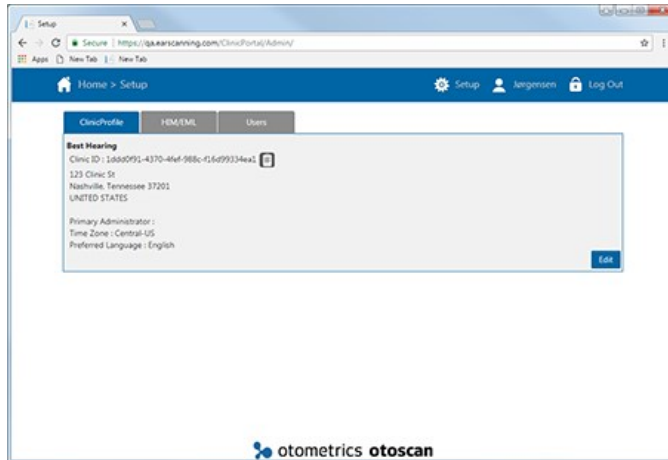 Setup
Secure | https://qa.earscanning.com/ClinicPortal/Admin/
Apps New Tab New Tab
Home > Setup Setup Jørgensen Log Out
ClinicProfile HIM/EML Users
Best Hearing
Clinic ID : 1ddd0f91-4370-4fef-988c-f16d99334ea1
123 Clinic St
Nashville, Tennessee 37201
UNITED STATES
Primary Administrator :
Time Zone : Central-US
Preferred Language : English
Edit
otometrics otoscan